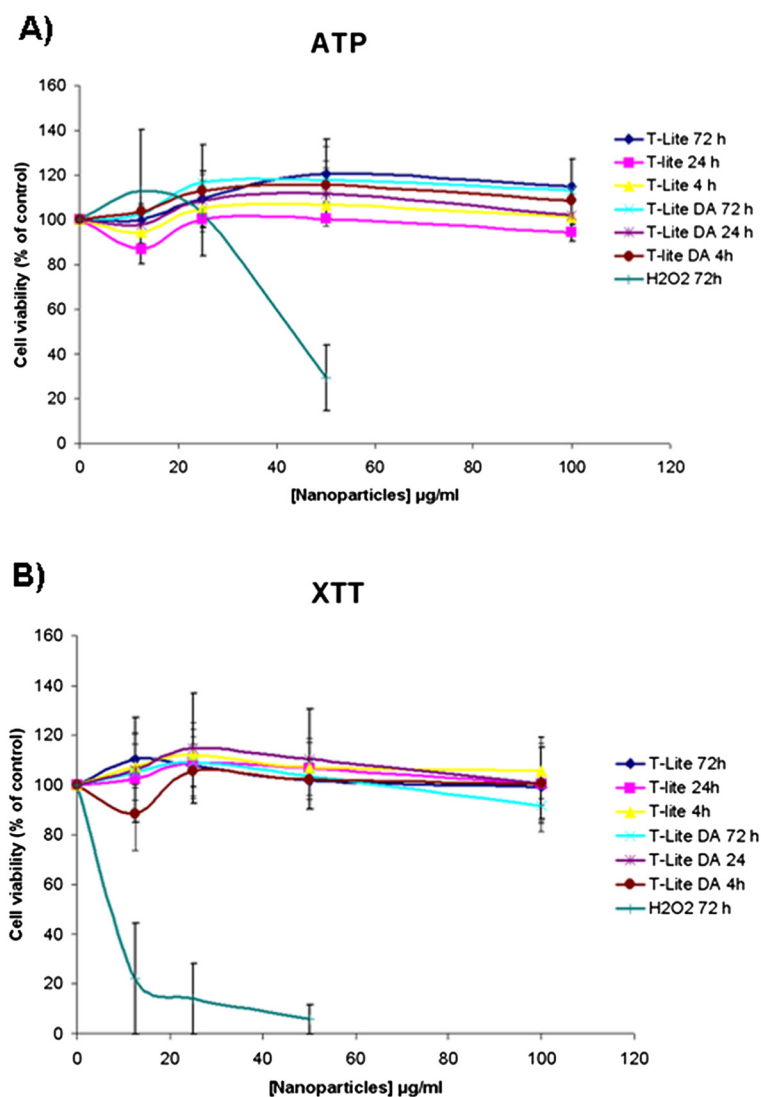 A)
ATP
160
140
120
100
80
60
40
20
0
Cell viability (% of control)
0 20 40 60 80 100 120
[Nanoparticles] µg/ml
T-Lite 72 h
T-lite 24 h
T-Lite 4 h
T-Lite DA 72 h
T-Lite DA 24 h
T-lite DA 4h
H2O2 72h
B)
XTT
160
140
120
100
80
60
40
20
0
Cell viability (% of control)
0 20 40 60 80 100 120
[Nanoparticles] µg/ml
T-Lite 72h
T-lite 24h
T-lite 4h
T-Lite DA 72 h
T-Lite DA 24
T-Lite DA 4h
H2O2 72 h